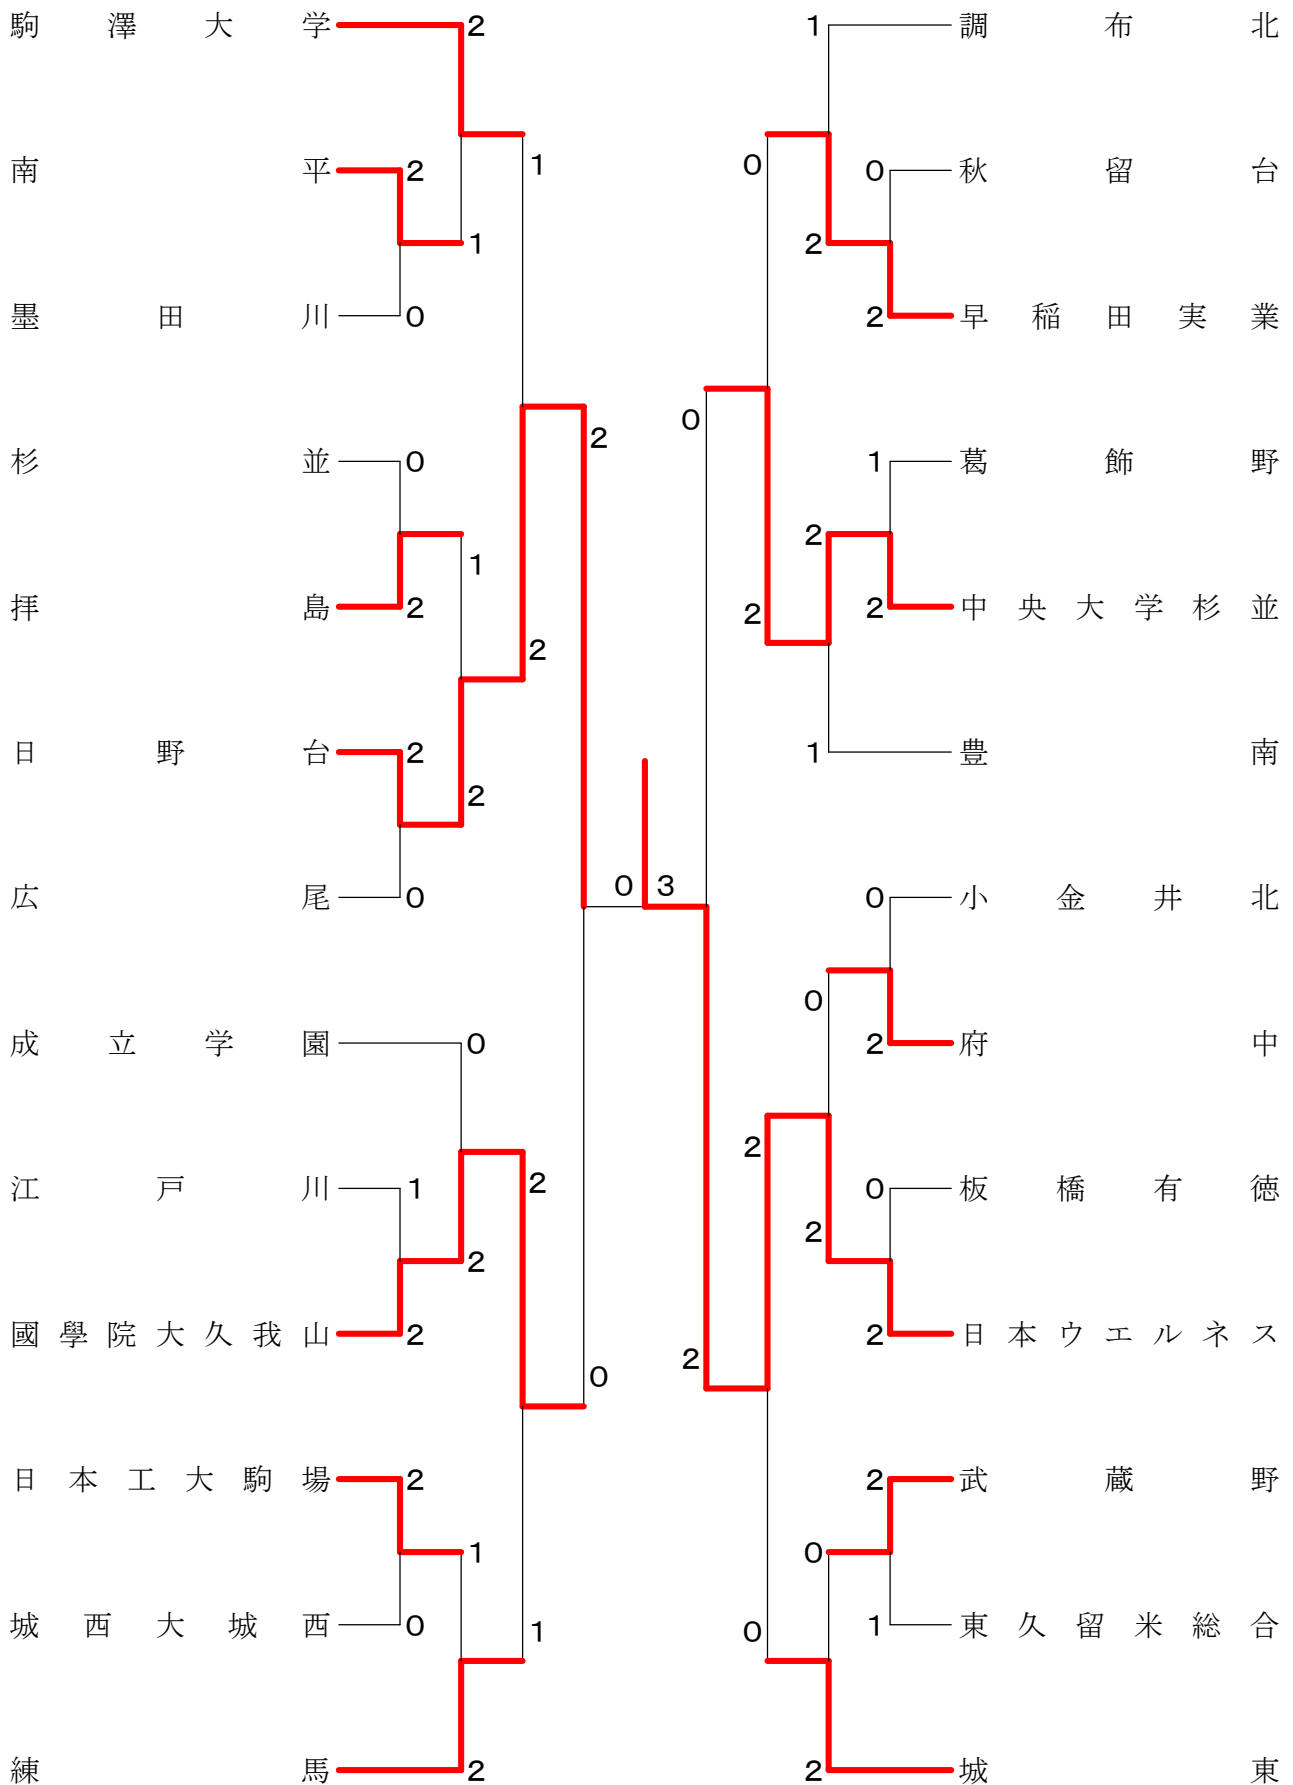 駒澤大学 2 1 調布北
1 0
南平 2 0 秋留台
1 2
墨田川 0 2 早稲田実業
0
2
杉並 0 1 葛飾野
1 2
拝島 2 2 2 中央大学杉並
2
日野台 2 1 豊南
2
広尾 0 0 3 0 小金井北
0
成立学園 0 2 府中
2
江戸川 1 2 0 板橋有徳
2 2
國學院大久我山 2 2 日本ウエルネス
0 2
日本工大駒場 2 2 武蔵野
1 0
城西大城西 0 1 0 1 東久留米総合
練馬 2 2 城東